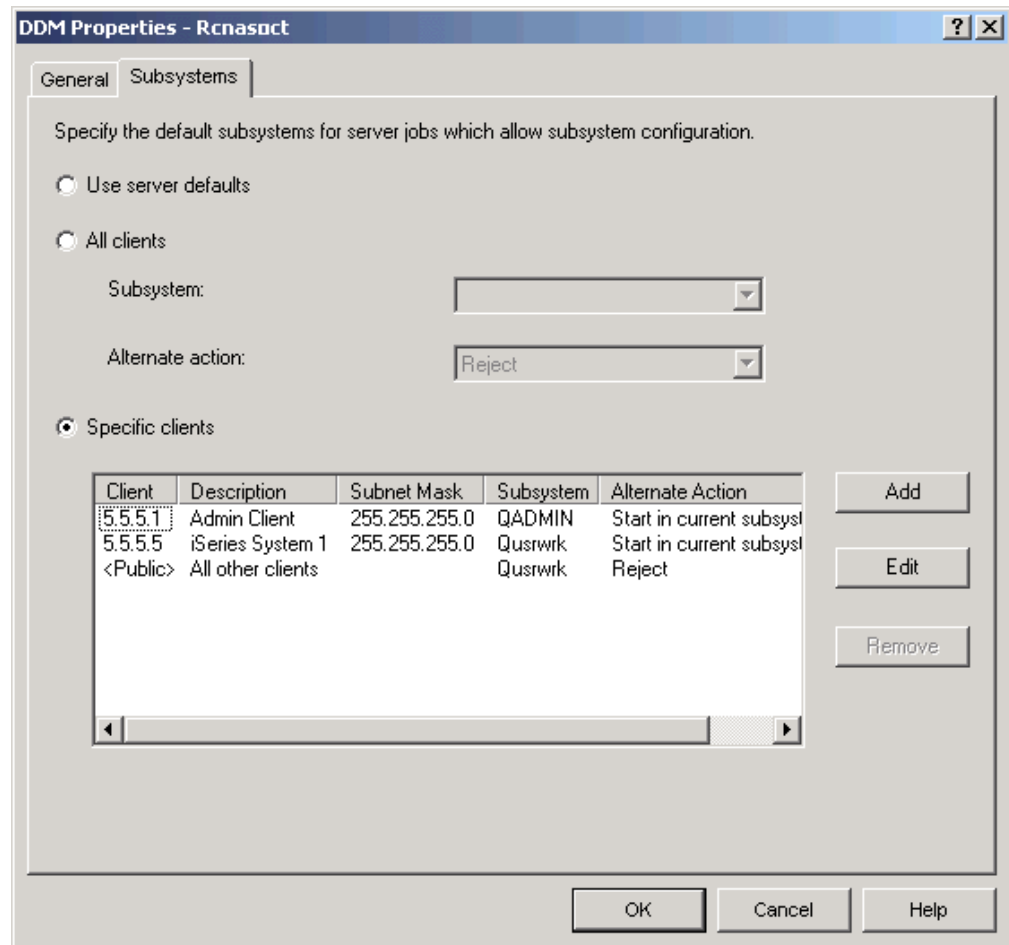 DDM Properties - Rcnasact
General Subsystems
Specify the default subsystems for server jobs which allow subsystem configuration.
Use server defaults
All clients
Subsystem:
Alternate action: Reject
Specific clients
Client Description Subnet Mask Subsystem Alternate Action
5.5.5.1 Admin Client 255.255.255.0 QADMIN Start in current subsyst
5.5.5.5 iSeries System 1 255.255.255.0 Qusrwrk Start in current subsyst
<Public> All other clients Qusrwrk Reject
Add
Edit
Remove
OK Cancel Help